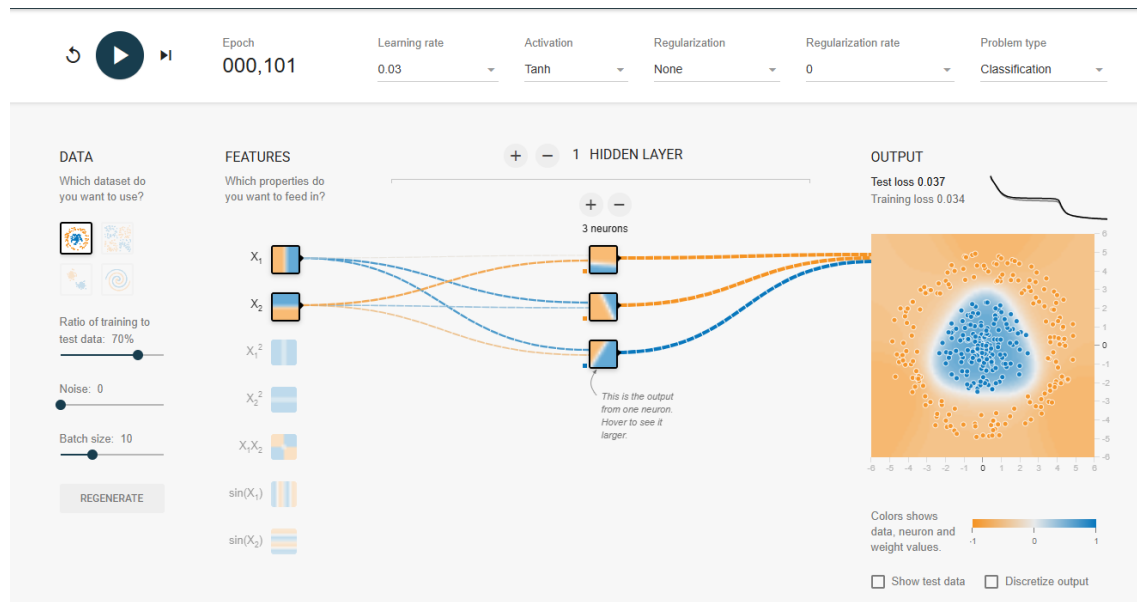 Epoch
000,101
Learning rate
0.03
Activation
Tanh
Regularization
None
Regularization rate
0
Problem type
Classification
DATA
Which dataset do
you want to use?
Ratio of training to
test data: 70%
Noise: 0
Batch size: 10
REGENERATE
FEATURES
Which properties do
you want to feed in?
X₁
X₂
X₁²
X₂²
X₁X₂
sin(X₁)
sin(X₂)
+ − 1 HIDDEN LAYER
+ −
3 neurons
This is the output
from one neuron.
Hover to see it
larger.
OUTPUT
Test loss 0.037
Training loss 0.034
6
5
4
3
2
1
0
-1
-2
-3
-4
-5
-6
-6 -5 -4 -3 -2 -1 0 1 2 3 4 5 6
Colors shows
data, neuron and
weight values.
-1 0 1
Show test data
Discretize output